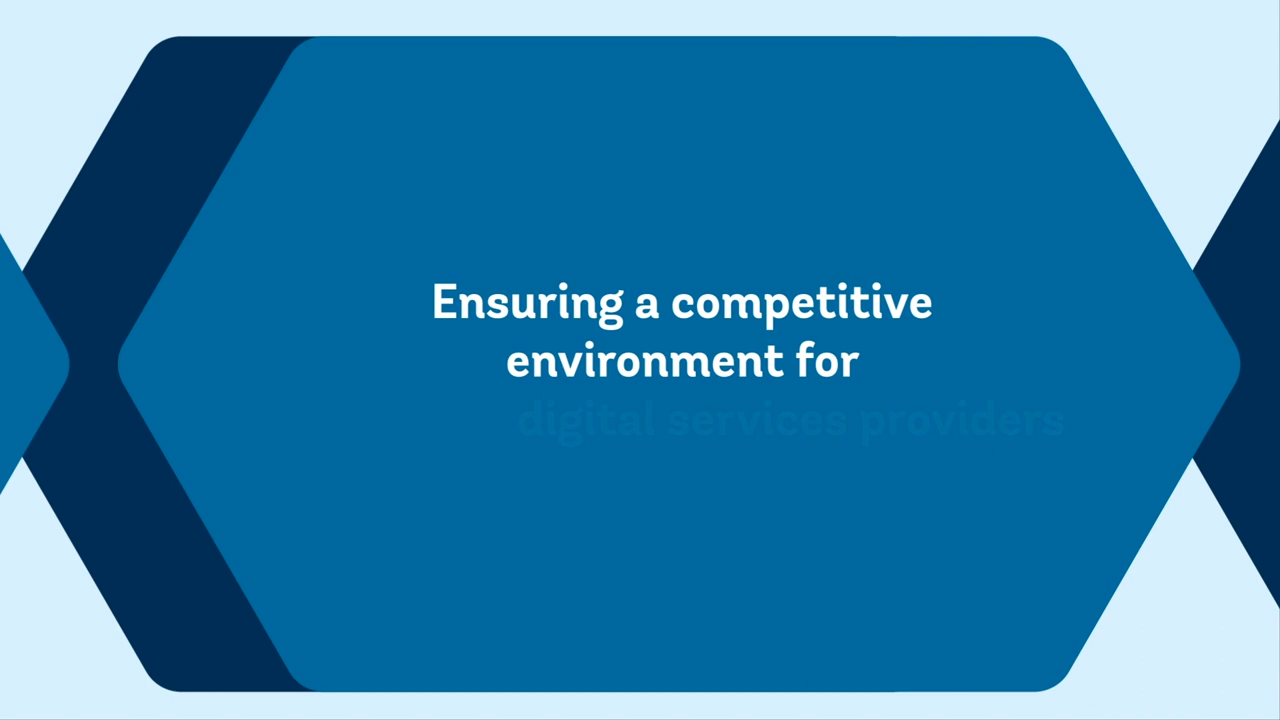 Ensuring a competitive
environment for
digital services providers